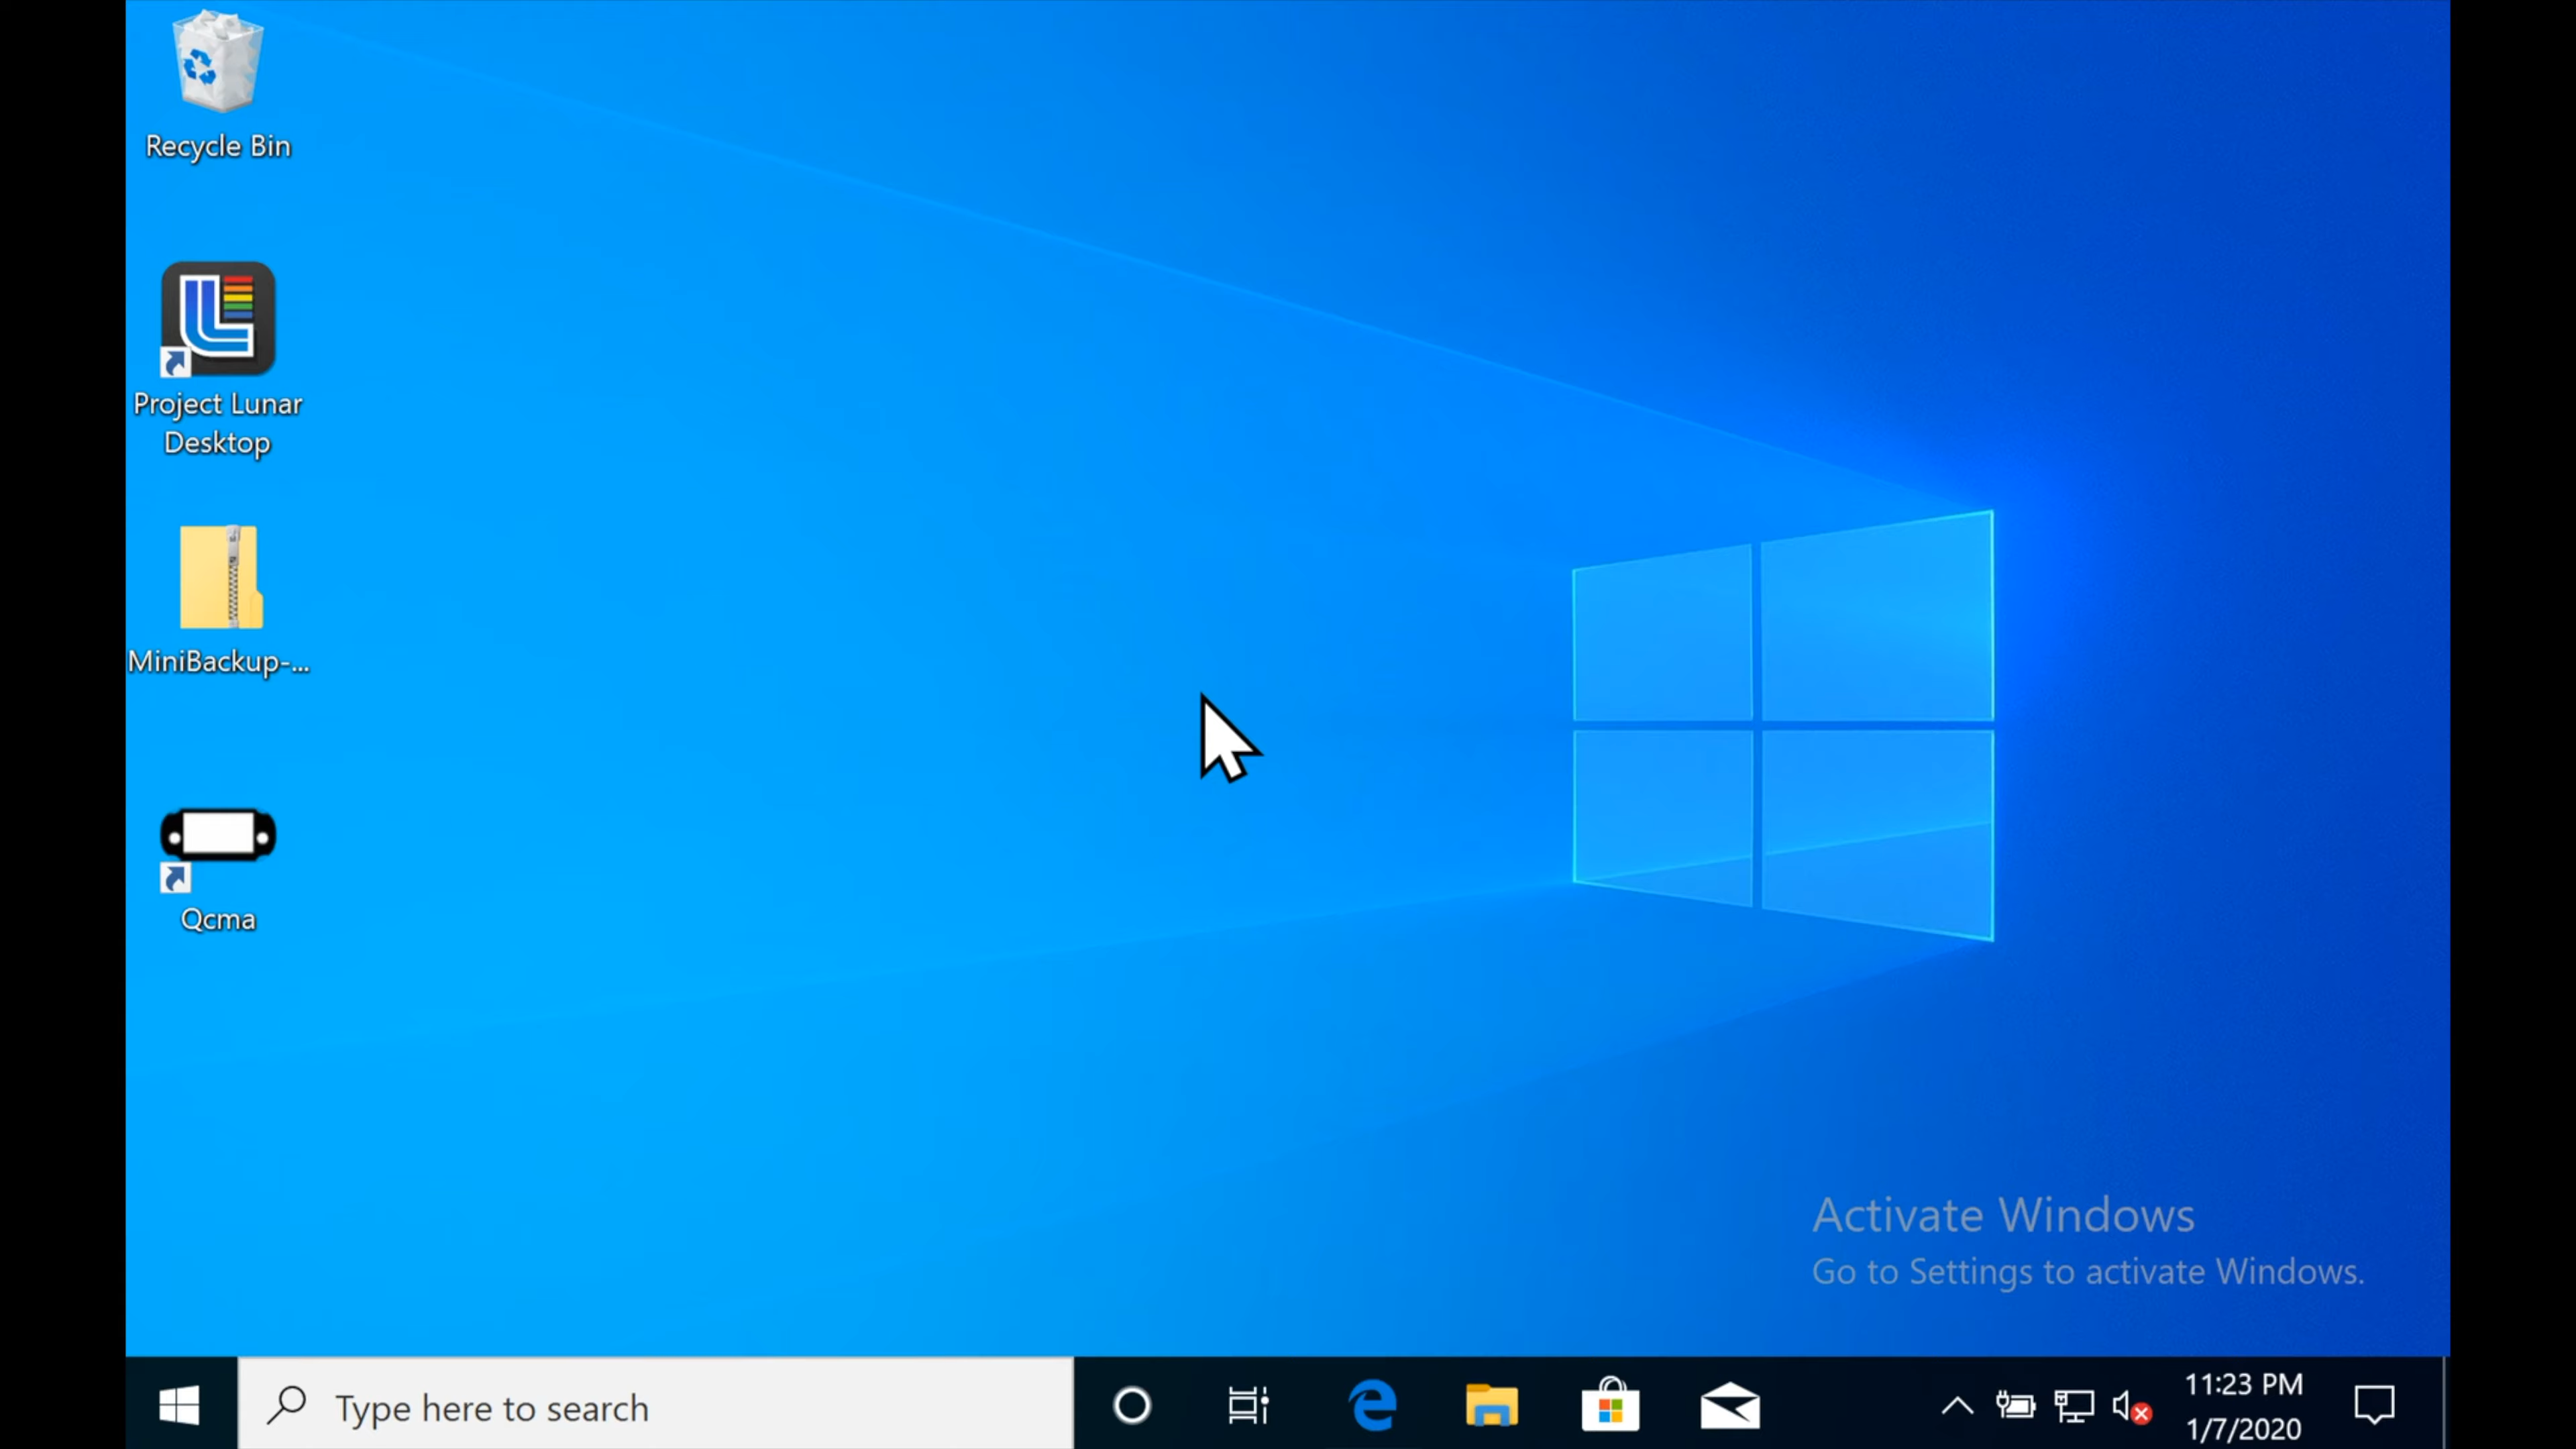 Recycle Bin
Project Lunar
Desktop
MiniBackup-...
Qcma
Activate Windows
Go to Settings to activate Windows.
Type here to search
11:23 PM
1/7/2020